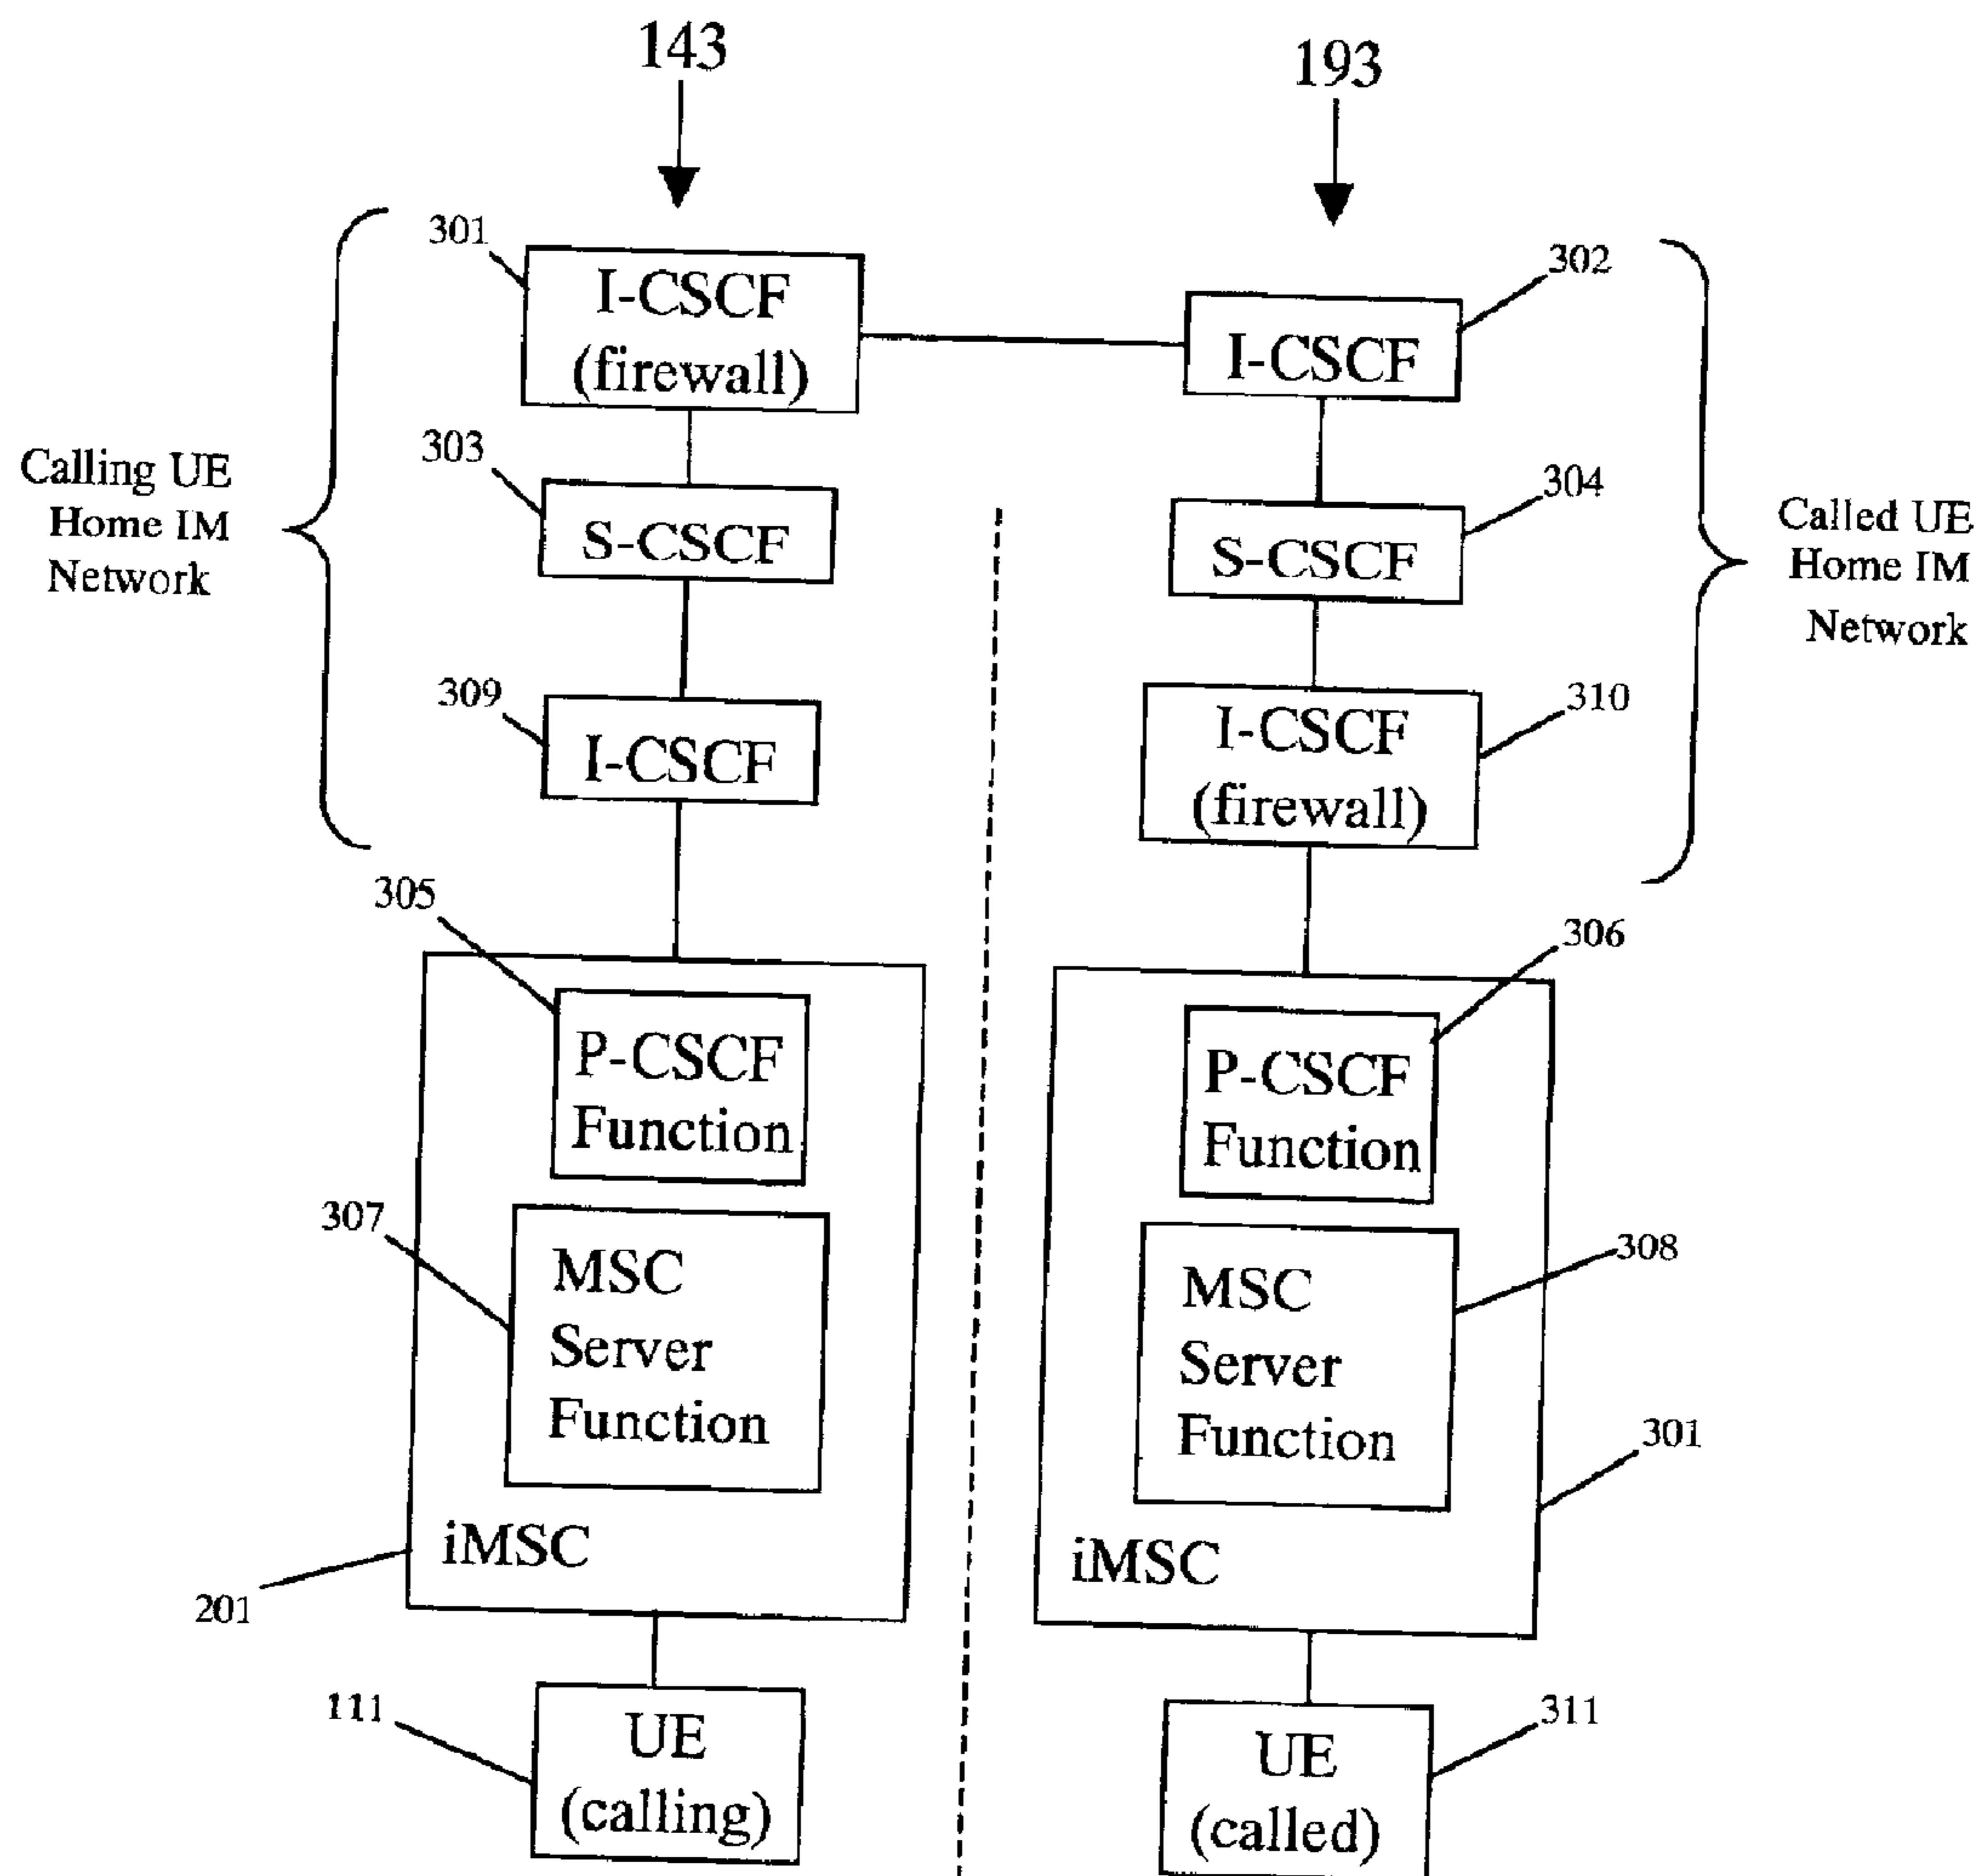 143
193
301
I-CSCF
(firewall)
302
I-CSCF
Calling UE
Home IM
Network
303
S-CSCF
304
S-CSCF
Called UE
Home IM
Network
309
I-CSCF
310
I-CSCF
(firewall)
305
P-CSCF
Function
306
P-CSCF
Function
307
MSC
Server
Function
308
MSC
Server
Function
iMSC
201
iMSC
301
111
UE
(calling)
311
UE
(called)